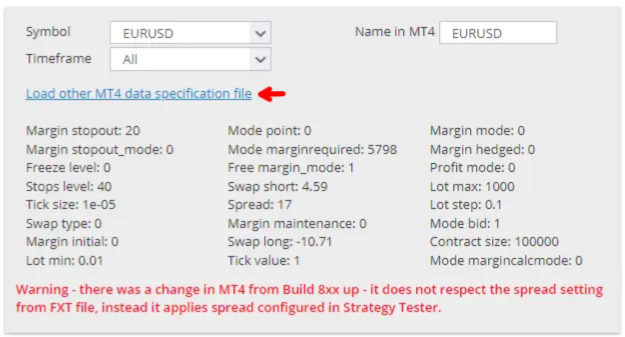 Symbol EURUSD Name in MT4 EURUSD
Timeframe All
Load other MT4 data specification file
Margin stopout: 20 Mode point: 0 Margin mode: 0
Margin stopout_mode: 0 Mode marginrequired: 5798 Margin hedged: 0
Freeze level: 0 Free margin_mode: 1 Profit mode: 0
Stops level: 40 Swap short: 4.59 Lot max: 1000
Tick size: 1e-05 Spread: 17 Lot step: 0.1
Swap type: 0 Margin maintenance: 0 Mode bid: 1
Margin initial: 0 Swap long: -10.71 Contract size: 100000
Lot min: 0.01 Tick value: 1 Mode margincalcmode: 0
Warning - there was a change in MT4 from Build 8xx up - it does not respect the spread setting
from FXT file, instead it applies spread configured in Strategy Tester.